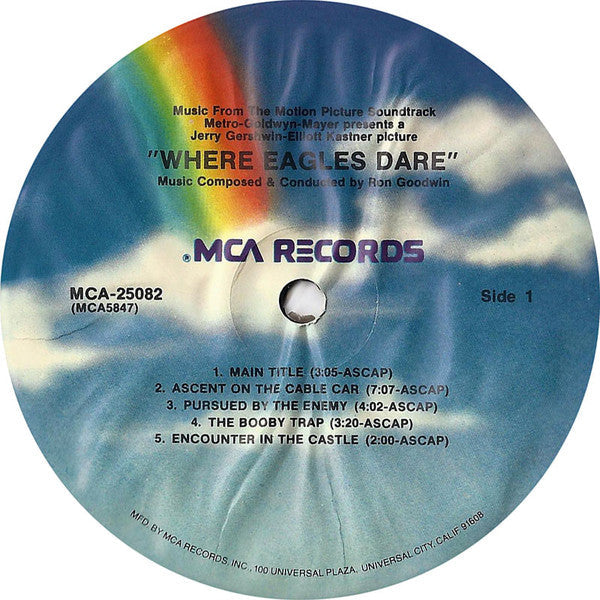 Music From The Motion Picture Soundtrack
Metro-Goldwyn-Mayer presents a
Jerry Gershwin-Elliott Kastner picture
"WHERE EAGLES DARE"
Music Composed & Conducted by Ron Goodwin
®MCA RECORDS
MCA-25082
(MCA5847)
Side 1
1. MAIN TITLE (3:05-ASCAP)
2. ASCENT ON THE CABLE CAR (7:07-ASCAP)
3. PURSUED BY THE ENEMY (4:02-ASCAP)
4. THE BOOBY TRAP (3:20-ASCAP)
5. ENCOUNTER IN THE CASTLE (2:00-ASCAP)
MFD BY MCA RECORDS, INC., 100 UNIVERSAL PLAZA, UNIVERSAL CITY, CALIF. 91608